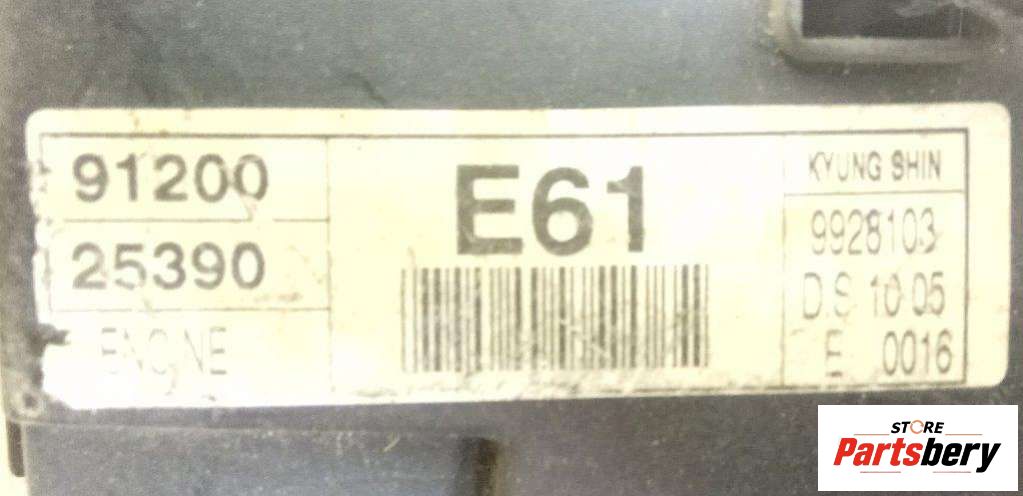 91200
25390
ENGINE
E61
KYUNG SHIN
9928103
D.S 10 05
E 0016
STORE
Partsbery